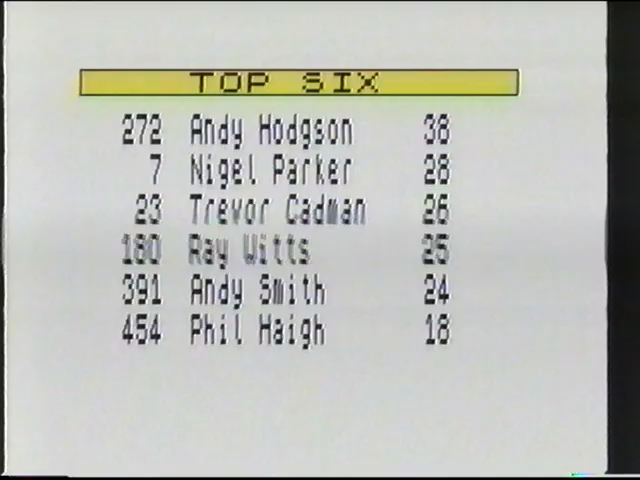 TOP SIX
272 Andy Hodgson 38
7 Nigel Parker 28
23 Trevor Cadman 26
180 Ray Witts 25
391 Andy Smith 24
454 Phil Haigh 18